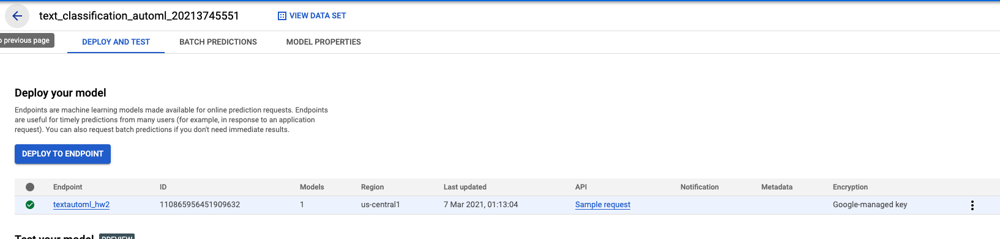 text_classification_automl_20213745551
VIEW DATA SET
previous page
DEPLOY AND TEST
BATCH PREDICTIONS
MODEL PROPERTIES
Deploy your model
Endpoints are machine learning models made available for online prediction requests. Endpoints
are useful for timely predictions from many users (for example, in response to an application
request). You can also request batch predictions if you don't need immediate results.
DEPLOY TO ENDPOINT
Endpoint ID Models Region Last updated API Notification Metadata Encryption
textautoml_hw2 110865956451909632 1 us-central1 7 Mar 2021, 01:13:04 Sample request Google-managed key
Test your model PREVIEW